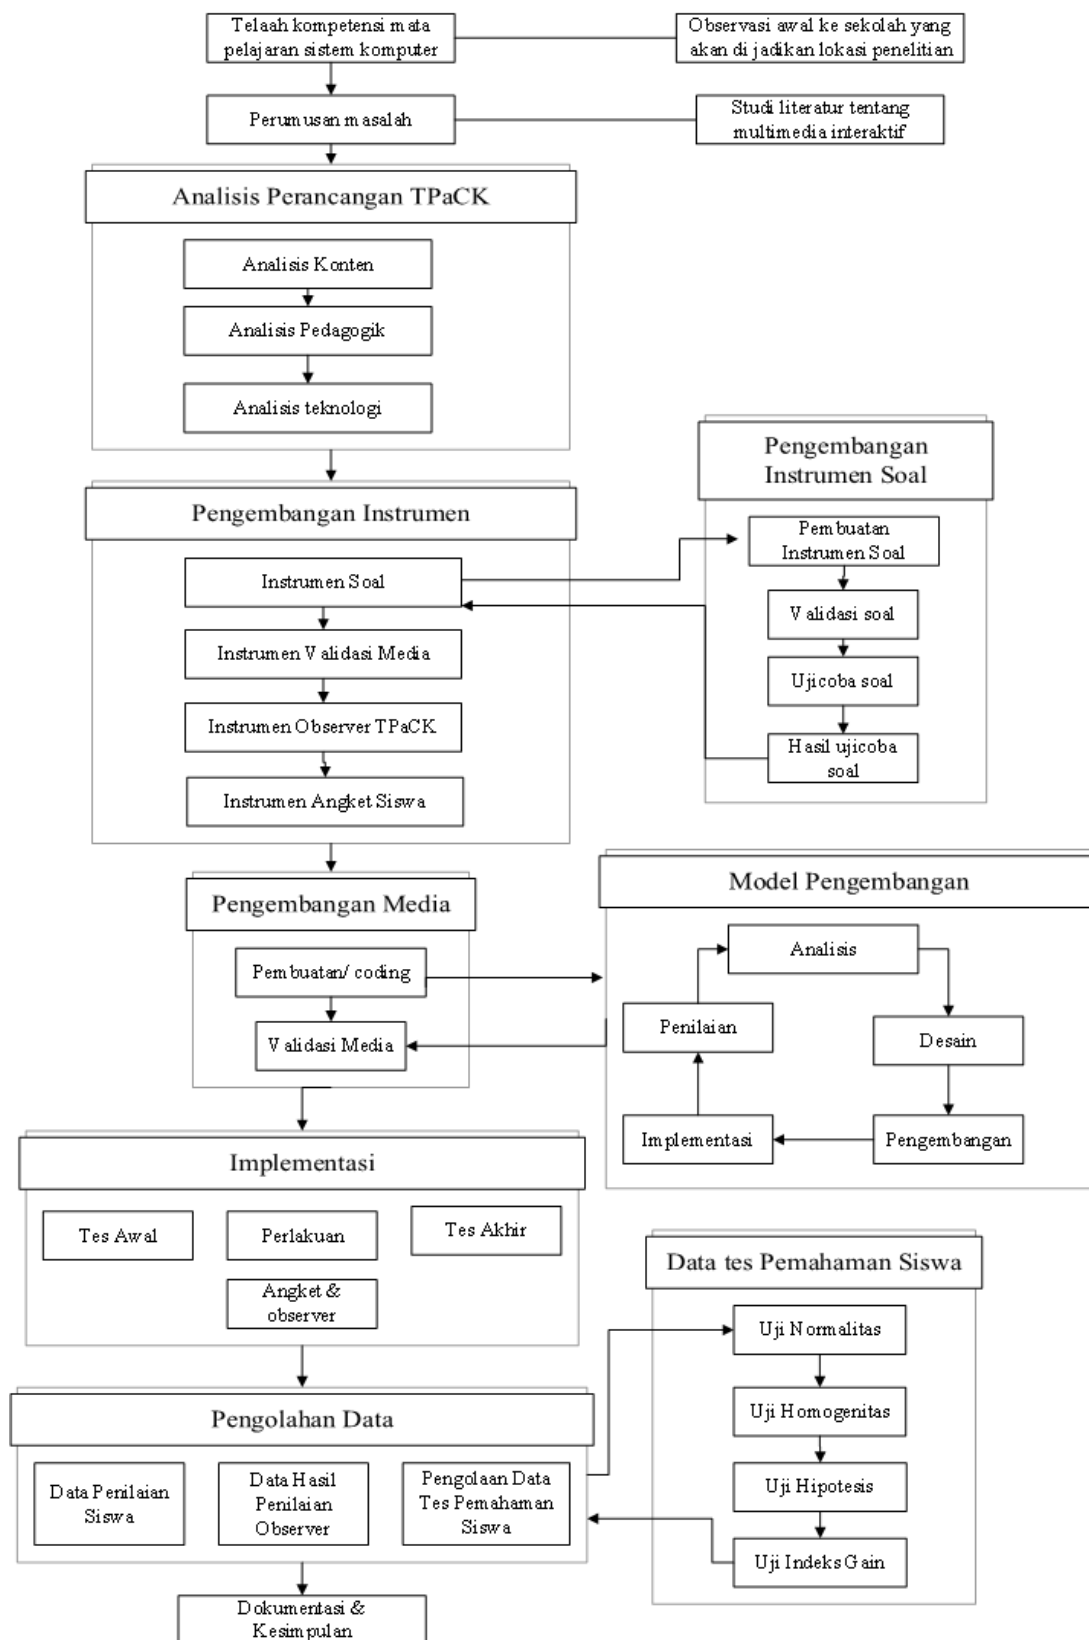 Telaah kompetensi mata
pelajaran sistem komputer
Observasi awal ke sekolah yang
akan di jadikan lokasi penelitian
Perumusan masalah
Studi literatur tentang
multimedia interaktif
Analisis Perancangan TPaCK
Analisis Konten
Analisis Pedagogik
Analisis teknologi
Pengembangan
Instrumen Soal
Pembuatan
Instrumen Soal
Validasi soal
Ujicoba soal
Hasil ujicoba
soal
Pengembangan Instrumen
Instrumen Soal
Instrumen Validasi Media
Instrumen Observer TPaCK
Instrumen Angket Siswa
Pengembangan Media
Pembuatan/ coding
Validasi Media
Model Pengembangan
Analisis
Penilaian
Desain
Implementasi
Pengembangan
Implementasi
Tes Awal
Perlakuan
Tes Akhir
Angket &
observer
Data tes Pemahaman Siswa
Uji Normalitas
Uji Homogenitas
Uji Hipotesis
Uji Indeks Gain
Pengolahan Data
Data Penilaian
Siswa
Data Hasil
Penilaian
Observer
Pengolaan Data
Tes Pemahaman
Siswa
Dokumentasi &
Kesimpulan